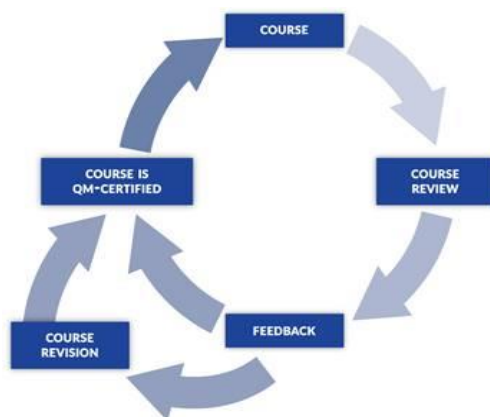 COURSE
COURSE
REVIEW
FEEDBACK
COURSE
REVISION
COURSE IS
QM-CERTIFIED